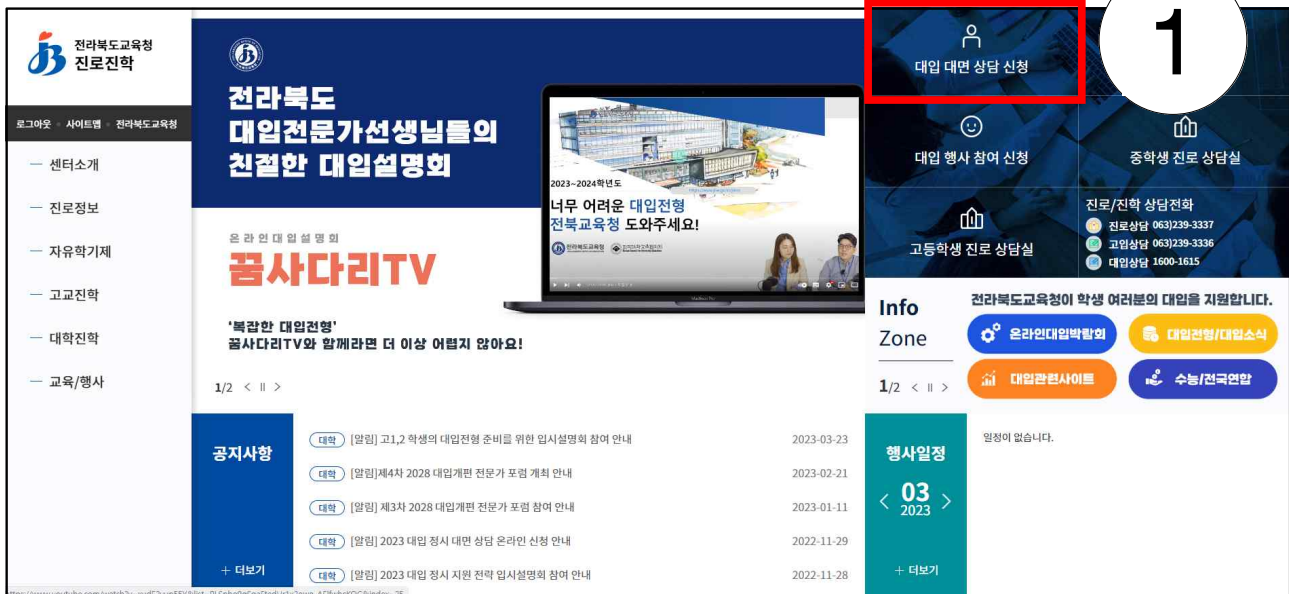 전라북도교육청
진로진학
로그아웃 사이트맵 전라북도교육청
센터소개
진로정보
자유학기제
고교진학
대학진학
교육/행사
전라북도
대입전문가선생님들의
친절한 대입설명회
2023~2024학년도
너무 어려운 대입전형
전북교육청 도와주세요!
전라북도교육청
온라인대입설명회
꿈사다리TV
'복잡한 대입전형'
꿈사다리TV와 함께라면 더 이상 어렵지 않아요!
1/2
대입 대면 상담 신청
1
대입 행사 참여 신청
중학생 진로 상담실
고등학생 진로 상담실
진로/진학 상담전화
진로상담 063)239-3337
고입상담 063)239-3336
대입상담 1600-1615
Info
Zone
1/2
전라북도교육청이 학생 여러분의 대입을 지원합니다.
온라인대입박람회
대입전형/대입소식
대입관련사이트
수능/전국연합
공지사항
+ 더보기
대학 [알림] 고1,2 학생의 대입전형 준비를 위한 입시설명회 참여 안내 2023-03-23
대학 [알림]제4차 2028 대입개편 전문가 포럼 개최 안내 2023-02-21
대학 [알림] 제3차 2028 대입개편 전문가 포럼 참여 안내 2023-01-11
대학 [알림] 2023 대입 정시 대면 상담 온라인 신청 안내 2022-11-29
대학 [알림] 2023 대입 정시 지원 전략 입시설명회 참여 안내 2022-11-28
행사일정
03
2023
+ 더보기
일정이 없습니다.